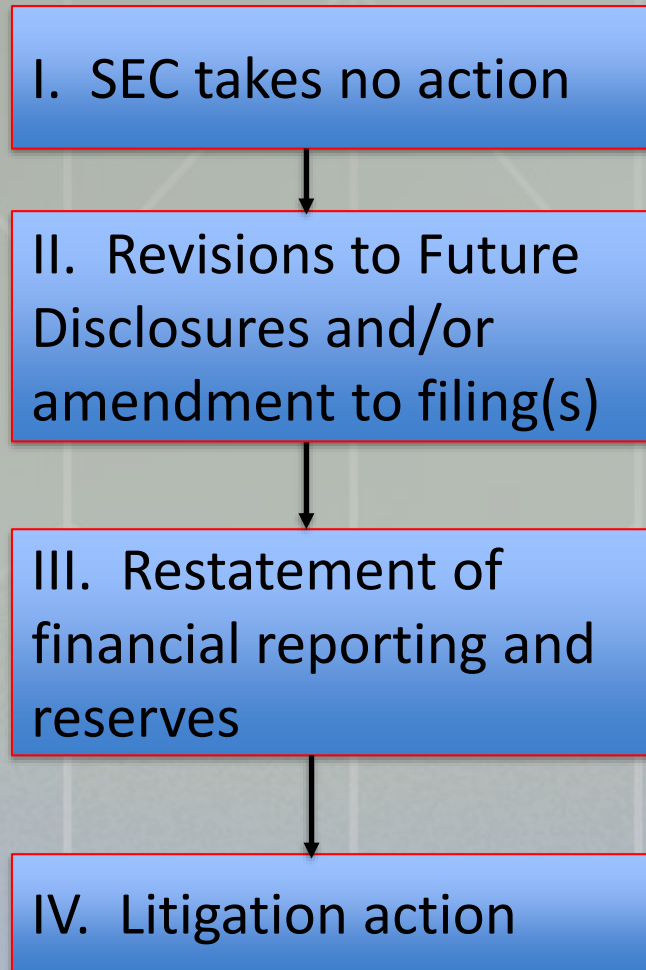 I.  SEC takes no action
II.  Revisions to Future
Disclosures and/or
amendment to filing(s)
III.  Restatement of
financial reporting and
reserves
IV.  Litigation action